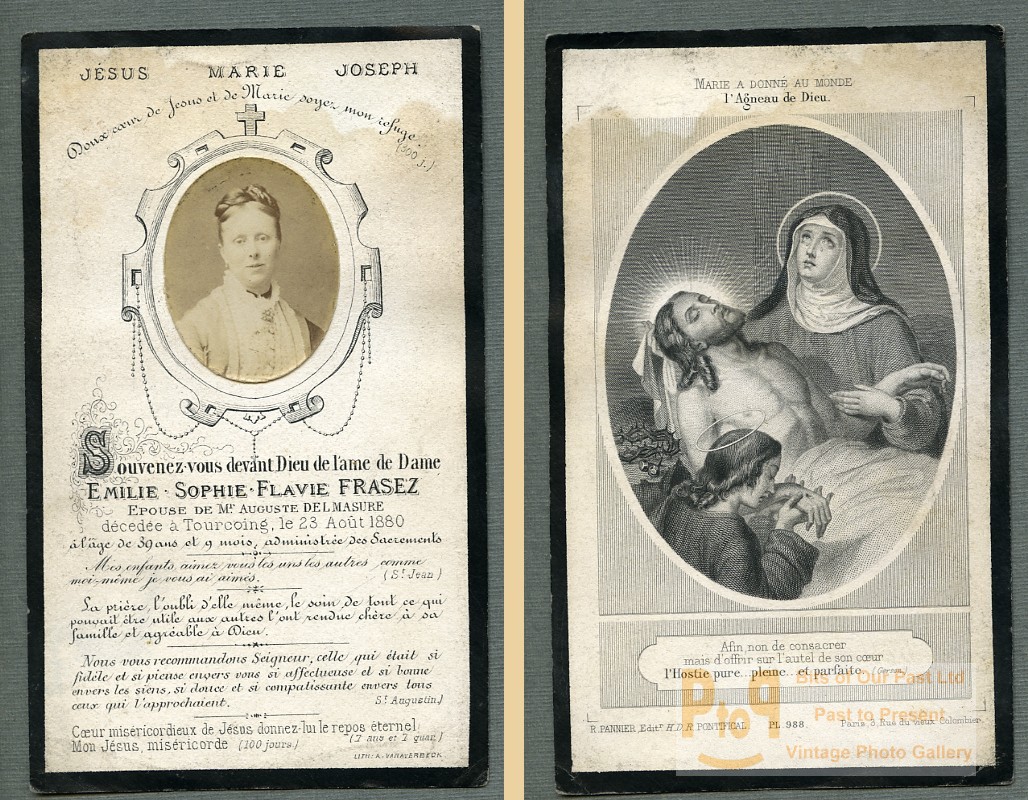 JÉSUS MARIE JOSEPH
Doux cœur de Jesus et de Marie soyez mon refuge.
(300 J.)
Souvenez-vous devant Dieu de l'ame de Dame
EMILIE-SOPHIE-FLAVIE FRASEZ
EPOUSE DE Mr AUGUSTE DELMASURE
décedée à Tourcoing, le 23 Août 1880
à l'âge de 39 ans et 9 mois, administrée des Sacrements
Mes enfants aimez vous les uns les autres comme
moi-même je vous ai aimés. (St Jean)
La prière, l'oubli d'elle même, le soin de tout ce qui
pouvait être utile aux autres l'ont rendue chère à sa
famille et agréable à Dieu.
Nous vous recommandons Seigneur, celle qui était si
fidèle et si pieuse envers vous si affectueuse et si bonne
envers les siens, si douce et si compatissante envers tous
ceux qui l'approchaient. St Augustin)
Cœur miséricordieux de Jésus donnez-lui le repos éternel
(7 ans et 7 quar.)
Mon Jésus, miséricorde (100 jours.)
LITH. A. VANAVERBECK
MARIE A DONNÉ AU MONDE
l'Agneau de Dieu.
Afin, non de consacrer
mais d'offrir sur l'autel de son cœur
l'Hostie pure...pleine...et parfaite. (Gerson.)
R. PANNIER, Editr H.D.R. PONTIFICAL PL 988. Paris 8, Rue du vieux Colombier.
PtoP
Bits of Our Past Ltd
Past to Present
Vintage Photo Gallery